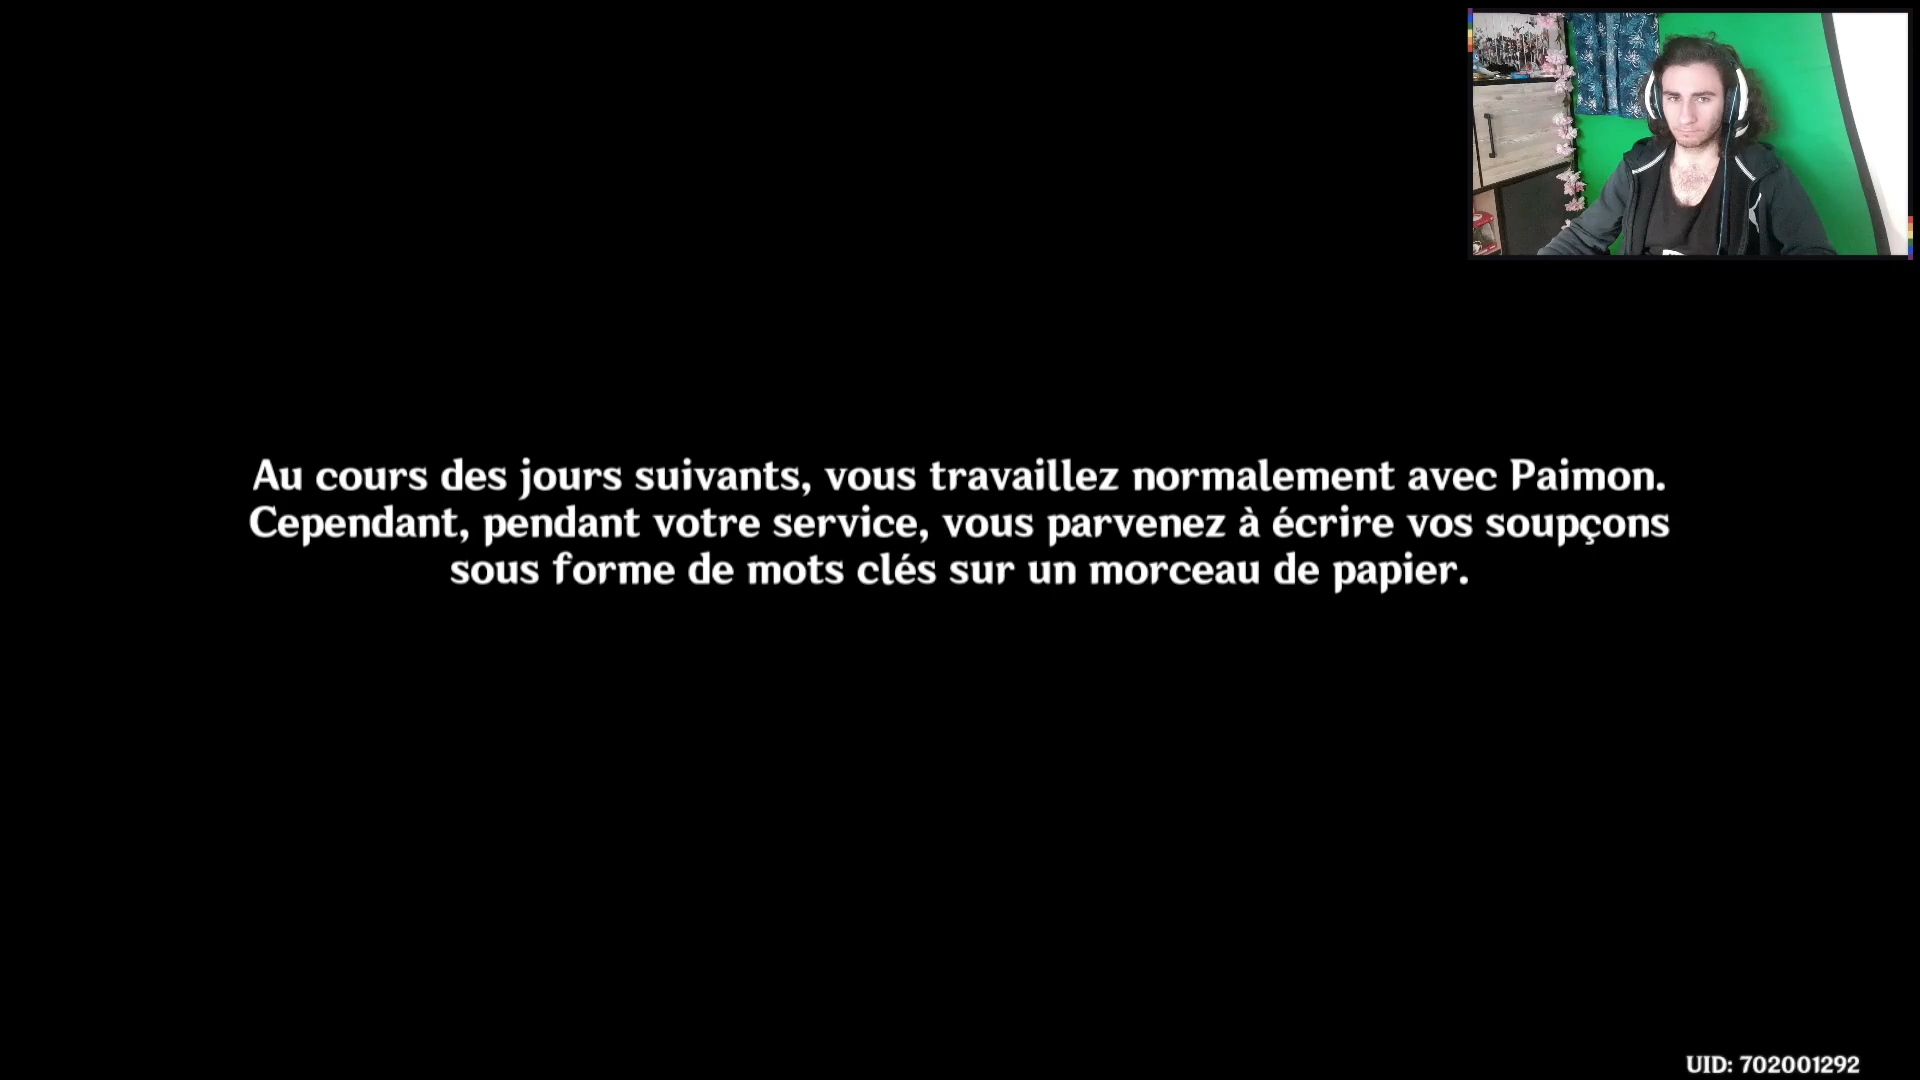 Au cours des jours suivants, vous travaillez normalement avec Paimon.
Cependant, pendant votre service, vous parvenez à écrire vos soupçons
sous forme de mots clés sur un morceau de papier.
UID: 702001292